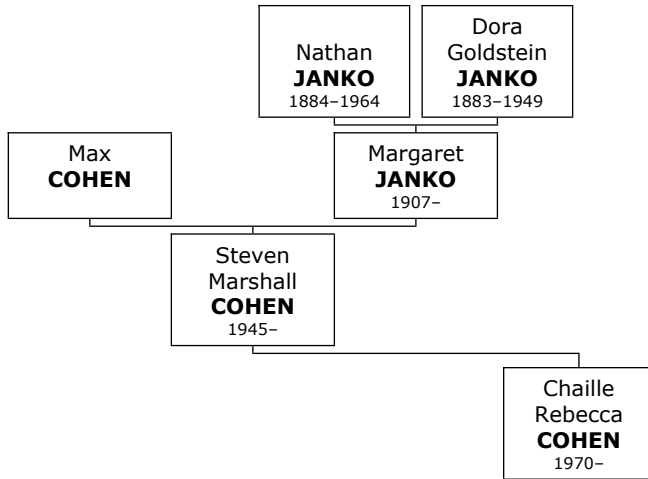 Nathan
JANKO
1884–1964
Dora
Goldstein
JANKO
1883–1949
Max
COHEN
Margaret
JANKO
1907–
Steven
Marshall
COHEN
1945–
Chaille
Rebecca
COHEN
1970–